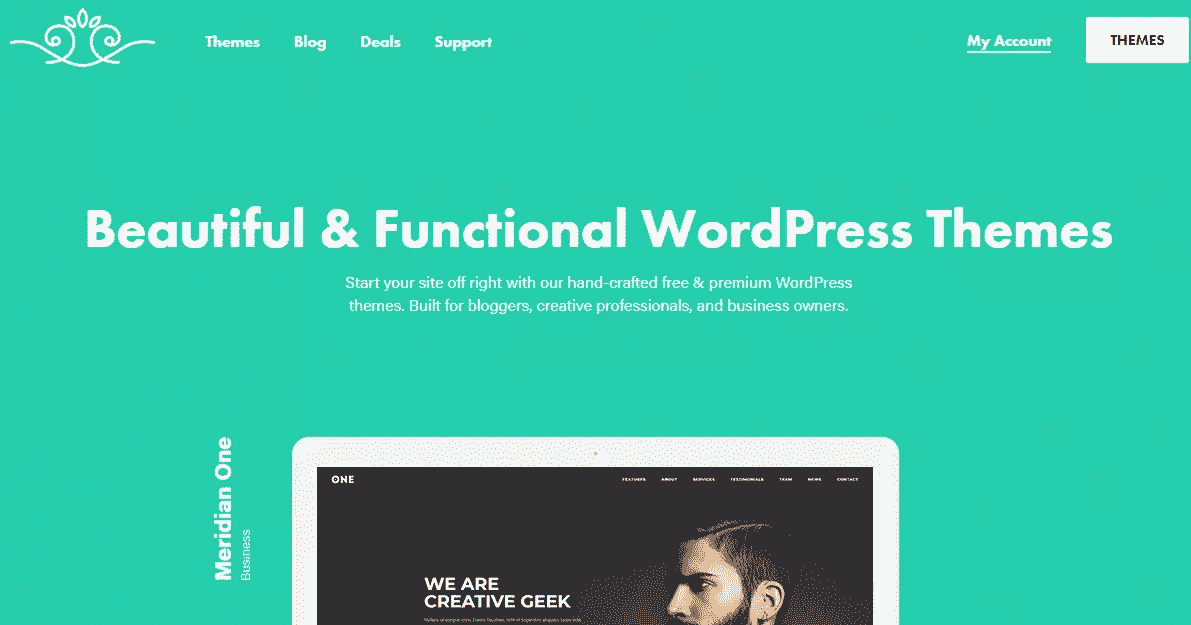 Themes
Blog
Deals
Support
My Account
THEMES
Beautiful & Functional WordPress Themes
Start your site off right with our hand-crafted free & premium WordPress
themes. Built for bloggers, creative professionals, and business owners.
Meridian One
Business
ONE
FEATURES
ABOUT
SERVICES
TESTIMONIALS
TEAM
NEWS
CONTACT
WE ARE
CREATIVE GEEK